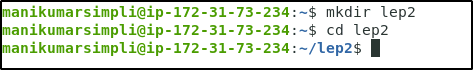 manikumarsimpli@ip-172-31-73-234:~$ mkdir lep2
manikumarsimpli@ip-172-31-73-234:~$ cd lep2
manikumarsimpli@ip-172-31-73-234:~/lep2$